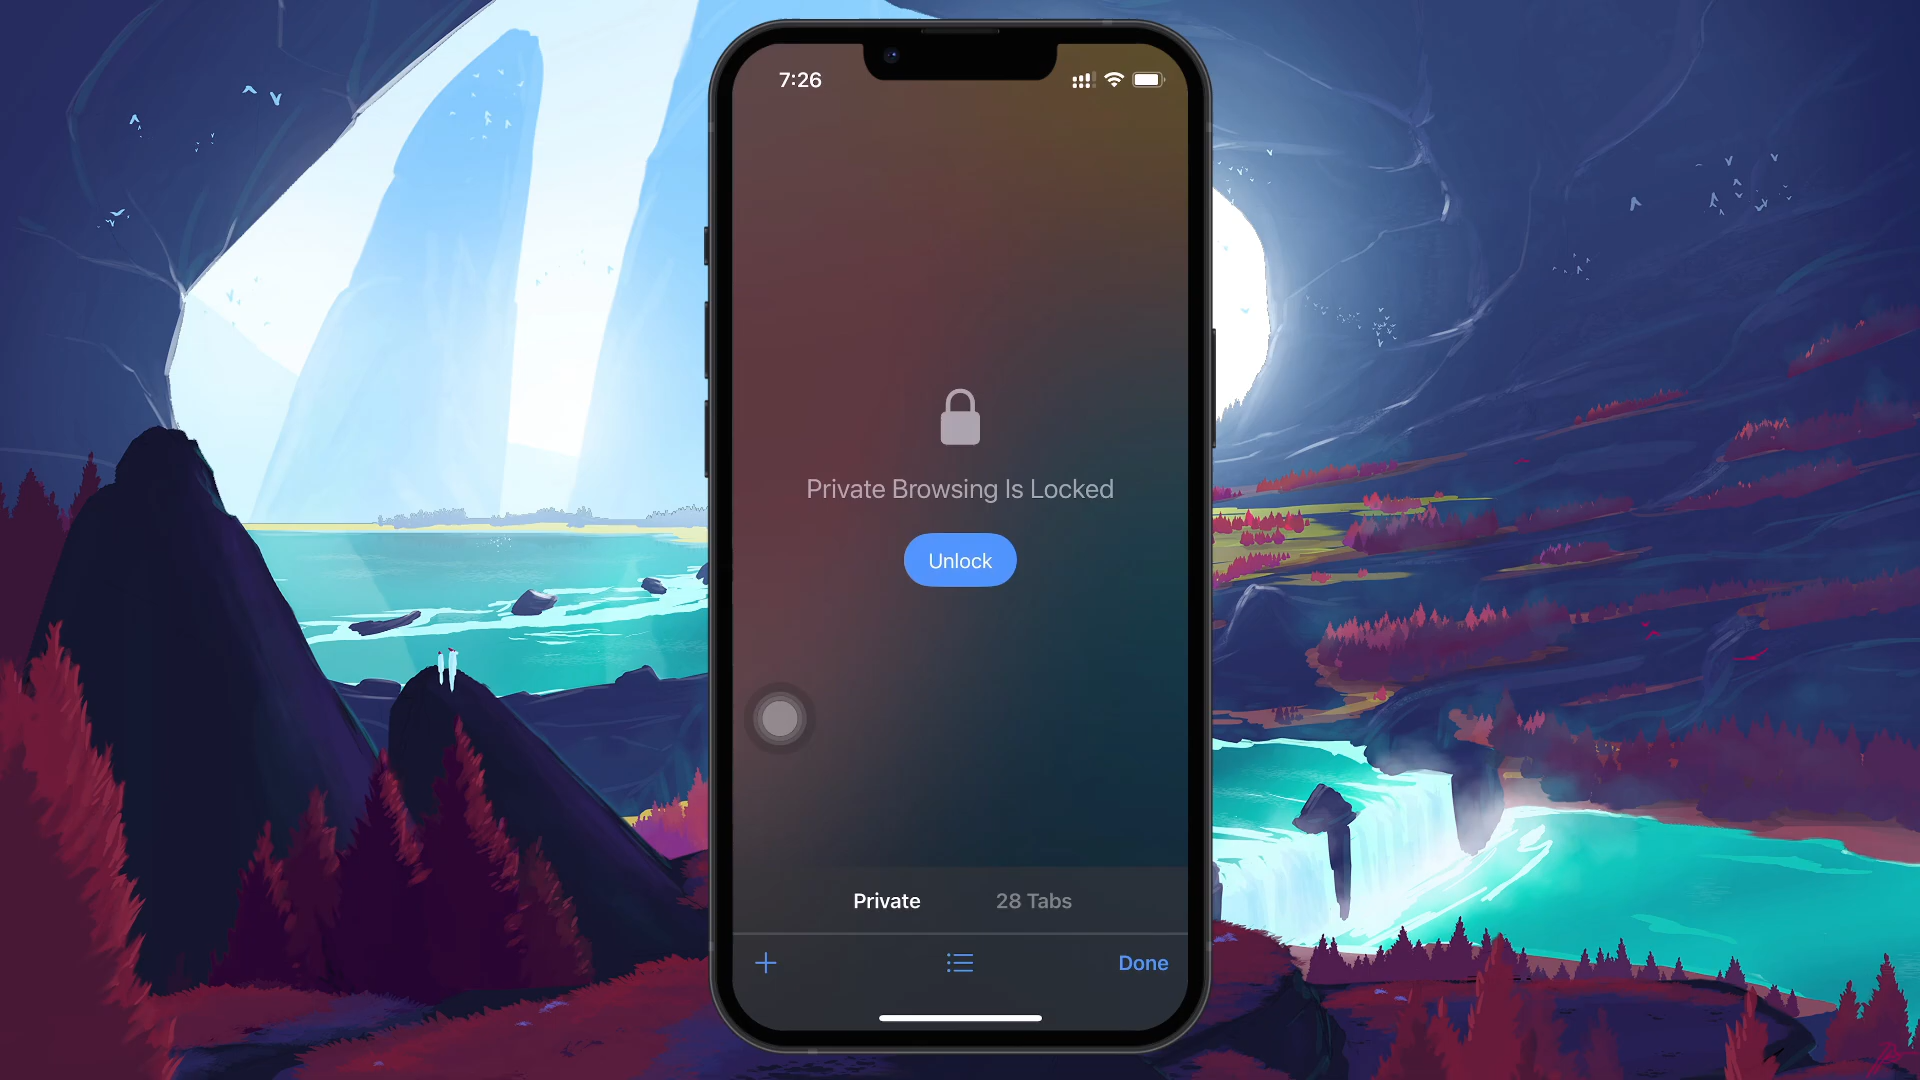 7:26
Private Browsing Is Locked
Unlock
Private 28 Tabs
Done